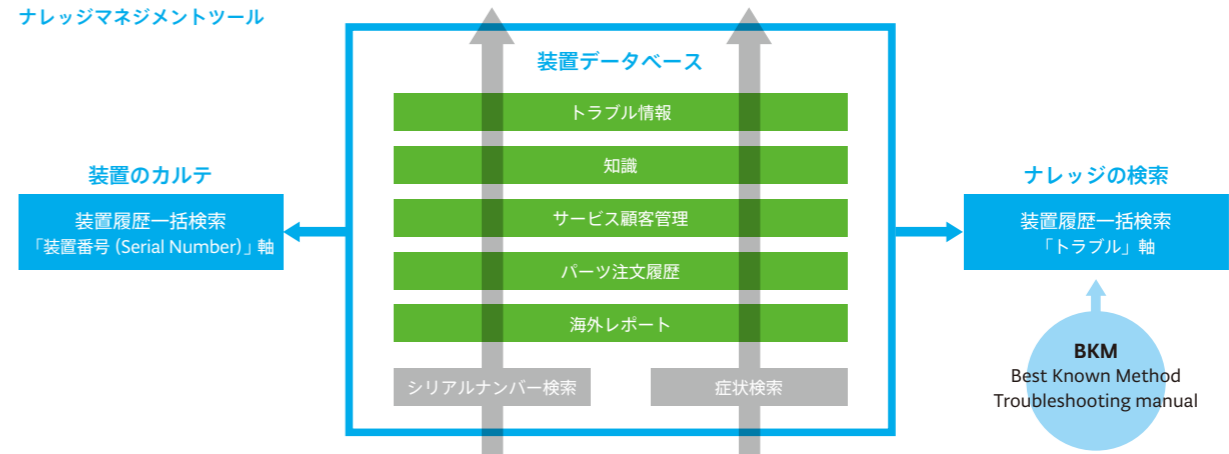 ナレッジマネジメントツール
装置データベース
トラブル情報
知識
サービス顧客管理
パーツ注文履歴
海外レポート
シリアルナンバー検索
症状検索
装置のカルテ
装置履歴一括検索
「装置番号（Serial Number）」軸
ナレッジの検索
装置履歴一括検索
「トラブル」軸
BKM
Best Known Method
Troubleshooting manual